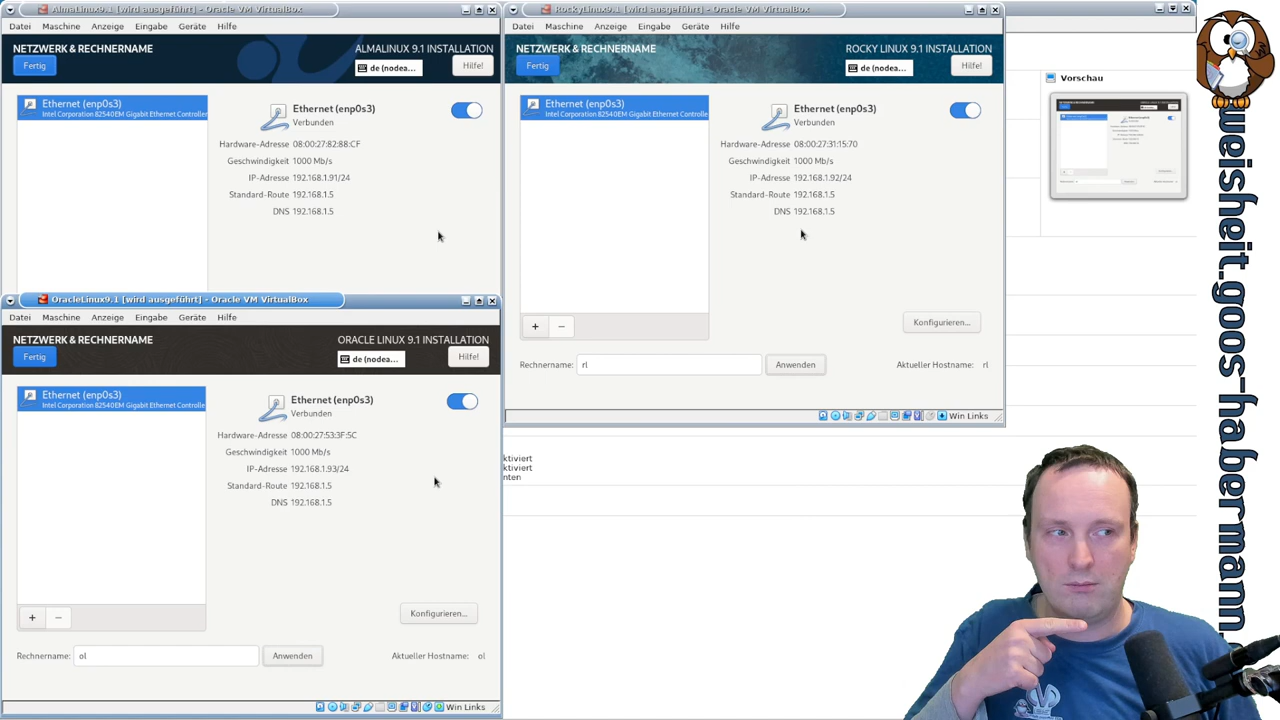 AlmaLinux9.1 [wird ausgeführt] - Oracle VM VirtualBox
Datei Maschine Anzeige Eingabe Geräte Hilfe
NETZWERK & RECHNERNAME
ALMALINUX 9.1 INSTALLATION
Fertig
de (nodea...
Hilfe!
Ethernet (enp0s3)
Intel Corporation 82540EM Gigabit Ethernet Controller
Ethernet (enp0s3)
Verbunden
Hardware-Adresse 08:00:27:82:88:CF
Geschwindigkeit 1000 Mb/s
IP-Adresse 192.168.1.91/24
Standard-Route 192.168.1.5
DNS 192.168.1.5
RockyLinux9.1 [wird ausgeführt] - Oracle VM VirtualBox
Datei Maschine Anzeige Eingabe Geräte Hilfe
NETZWERK & RECHNERNAME
ROCKY LINUX 9.1 INSTALLATION
Fertig
de (nodea...
Hilfe!
Ethernet (enp0s3)
Intel Corporation 82540EM Gigabit Ethernet Controlle
Ethernet (enp0s3)
Verbunden
Hardware-Adresse 08:00:27:31:15:70
Geschwindigkeit 1000 Mb/s
IP-Adresse 192.168.1.92/24
Standard-Route 192.168.1.5
DNS 192.168.1.5
+ −
Konfigurieren...
Rechnername: rl
Anwenden
Aktueller Hostname: rl
Win Links
OracleLinux9.1 [wird ausgeführt] - Oracle VM VirtualBox
Datei Maschine Anzeige Eingabe Geräte Hilfe
NETZWERK & RECHNERNAME
ORACLE LINUX 9.1 INSTALLATION
Fertig
de (nodea...
Hilfe!
Ethernet (enp0s3)
Intel Corporation 82540EM Gigabit Ethernet Controlle
Ethernet (enp0s3)
Verbunden
Hardware-Adresse 08:00:27:53:3F:5C
Geschwindigkeit 1000 Mb/s
IP-Adresse 192.168.1.93/24
Standard-Route 192.168.1.5
DNS 192.168.1.5
+ −
Konfigurieren...
Rechnername: ol
Anwenden
Aktueller Hostname: ol
Win Links
Vorschau
ktiviert
ktiviert
nten
weisheit.goos-habermann.